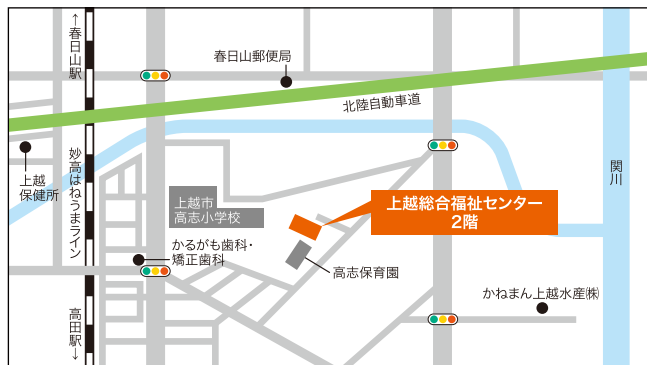 ↑春日山駅
春日山郵便局
北陸自動車道
上越
保健所
妙高はねうまライン
上越市
高志小学校
上越総合福祉センター
2階
関川
かるがも歯科・
矯正歯科
高志保育園
かねまん上越水産㈱
高田駅↓